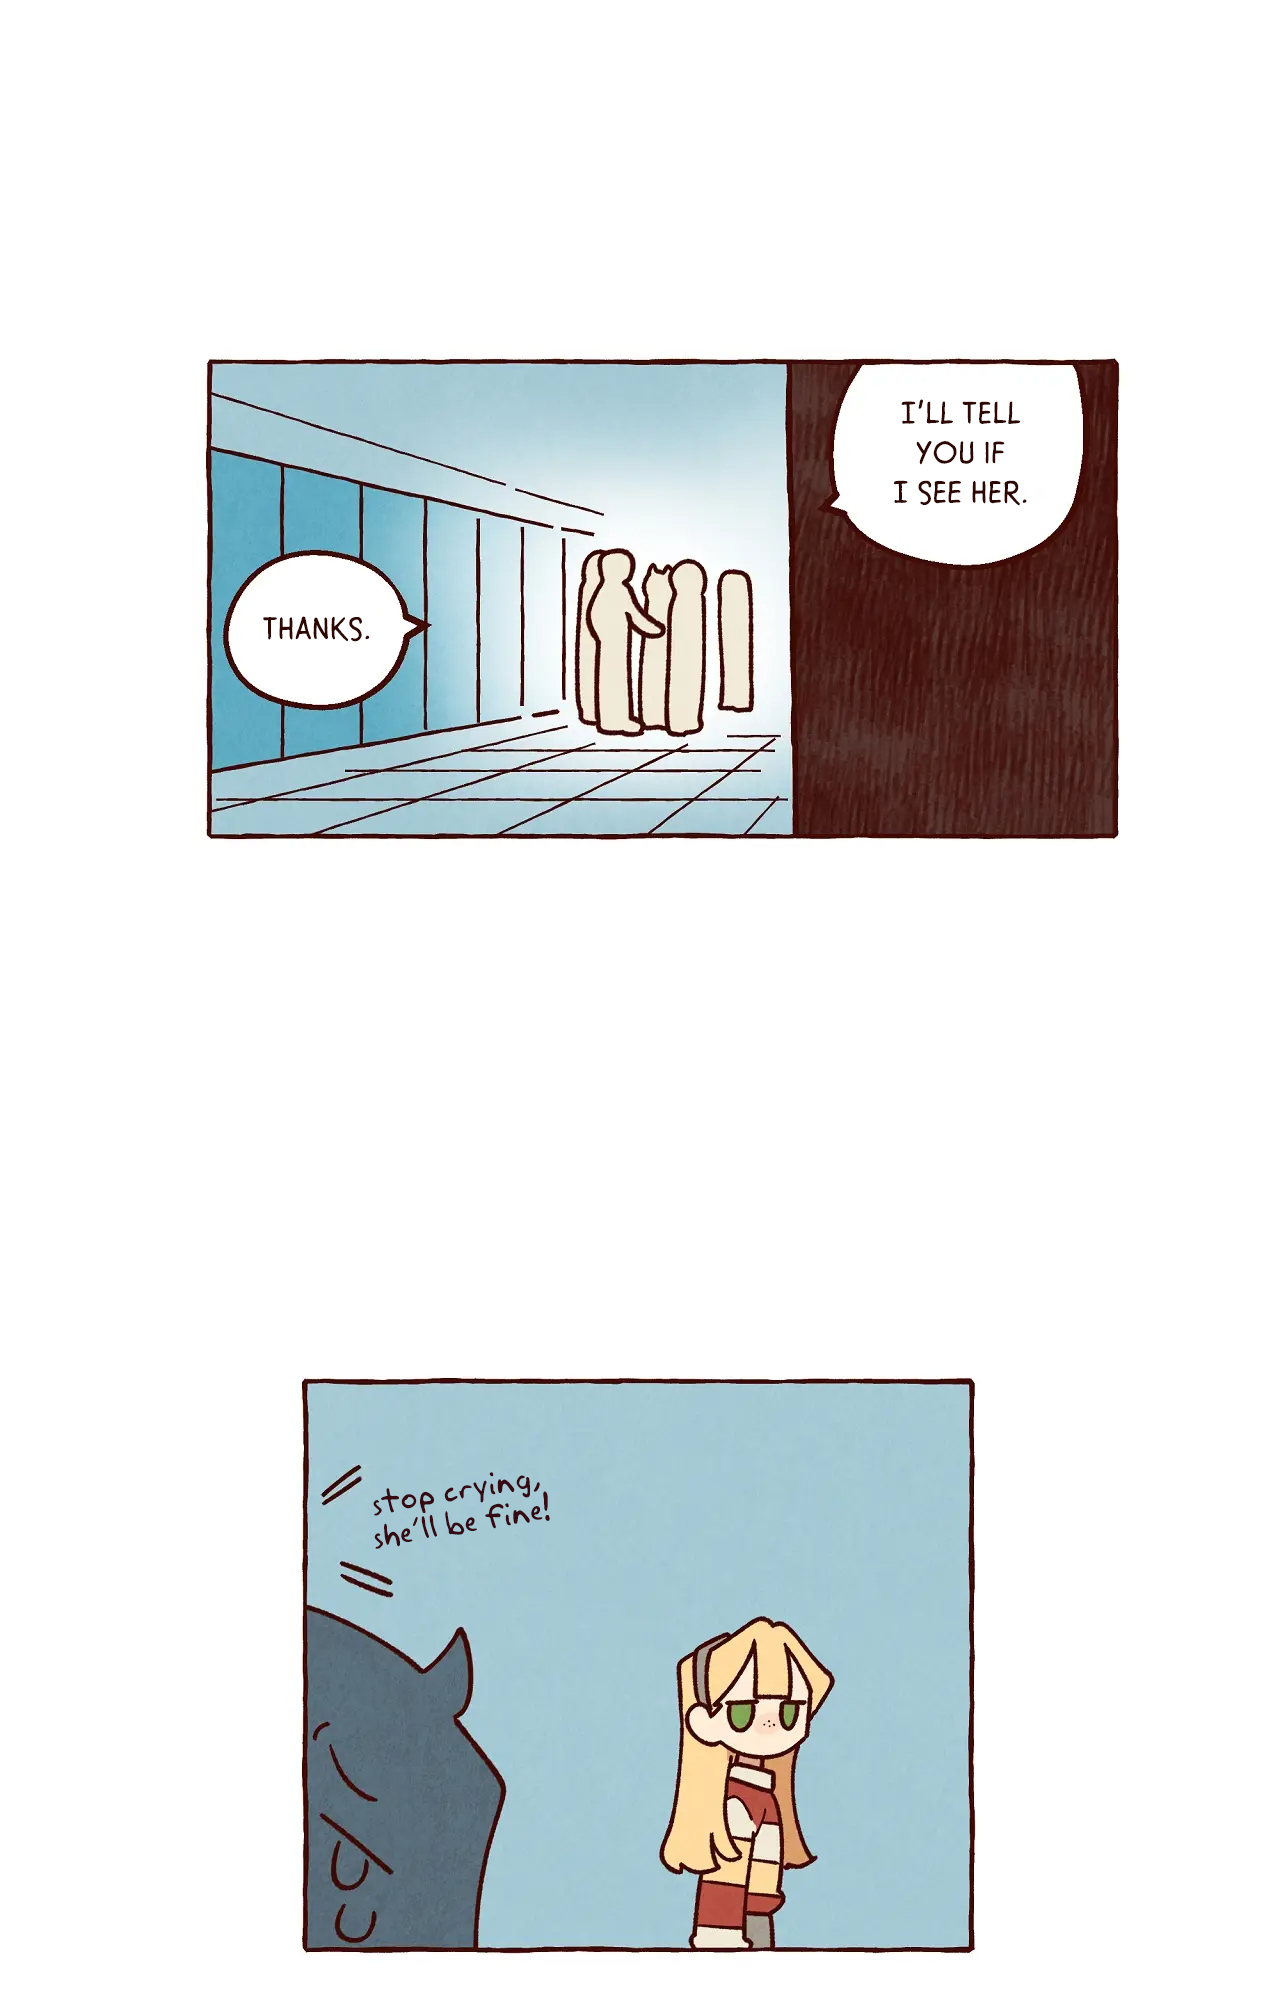 I'LL TELL
YOU IF
I SEE HER.
THANKS.
stop crying,
she'll be fine!